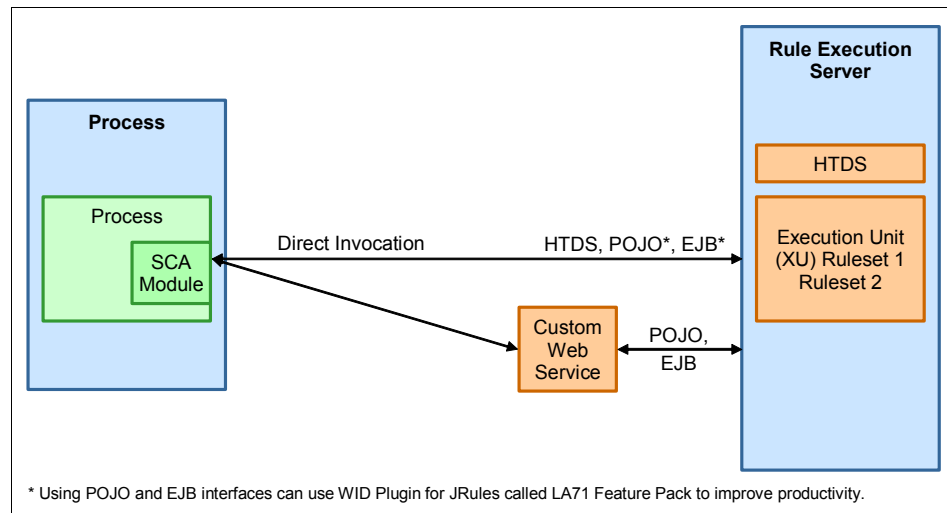 Rule Execution
Server
Process
HTDS
Process
SCA
Module
Direct Invocation
HTDS, POJO*, EJB*
Execution Unit
(XU) Ruleset 1
Ruleset 2
Custom
Web
Service
POJO,
EJB
* Using POJO and EJB interfaces can use WID Plugin for JRules called LA71 Feature Pack to improve productivity.